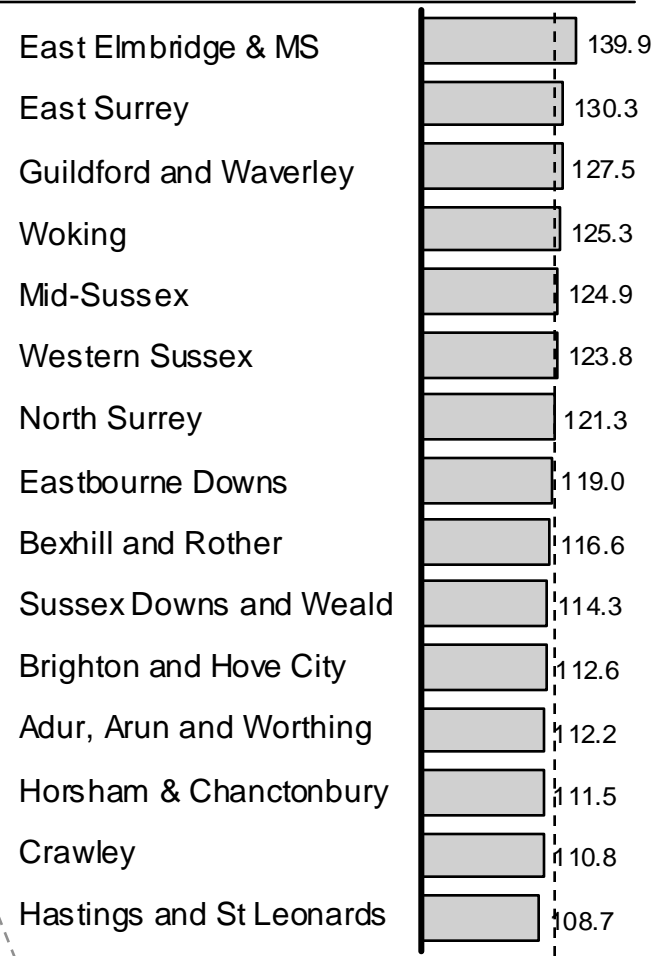 East Elmbridge & MS 139.9
East Surrey 130.3
Guildford and Waverley 127.5
Woking 125.3
Mid-Sussex 124.9
Western Sussex 123.8
North Surrey 121.3
Eastbourne Downs 119.0
Bexhill and Rother 116.6
Sussex Downs and Weald 114.3
Brighton and Hove City 112.6
Adur, Arun and Worthing 112.2
Horsham & Chanctonbury 111.5
Crawley 110.8
Hastings and St Leonards 108.7